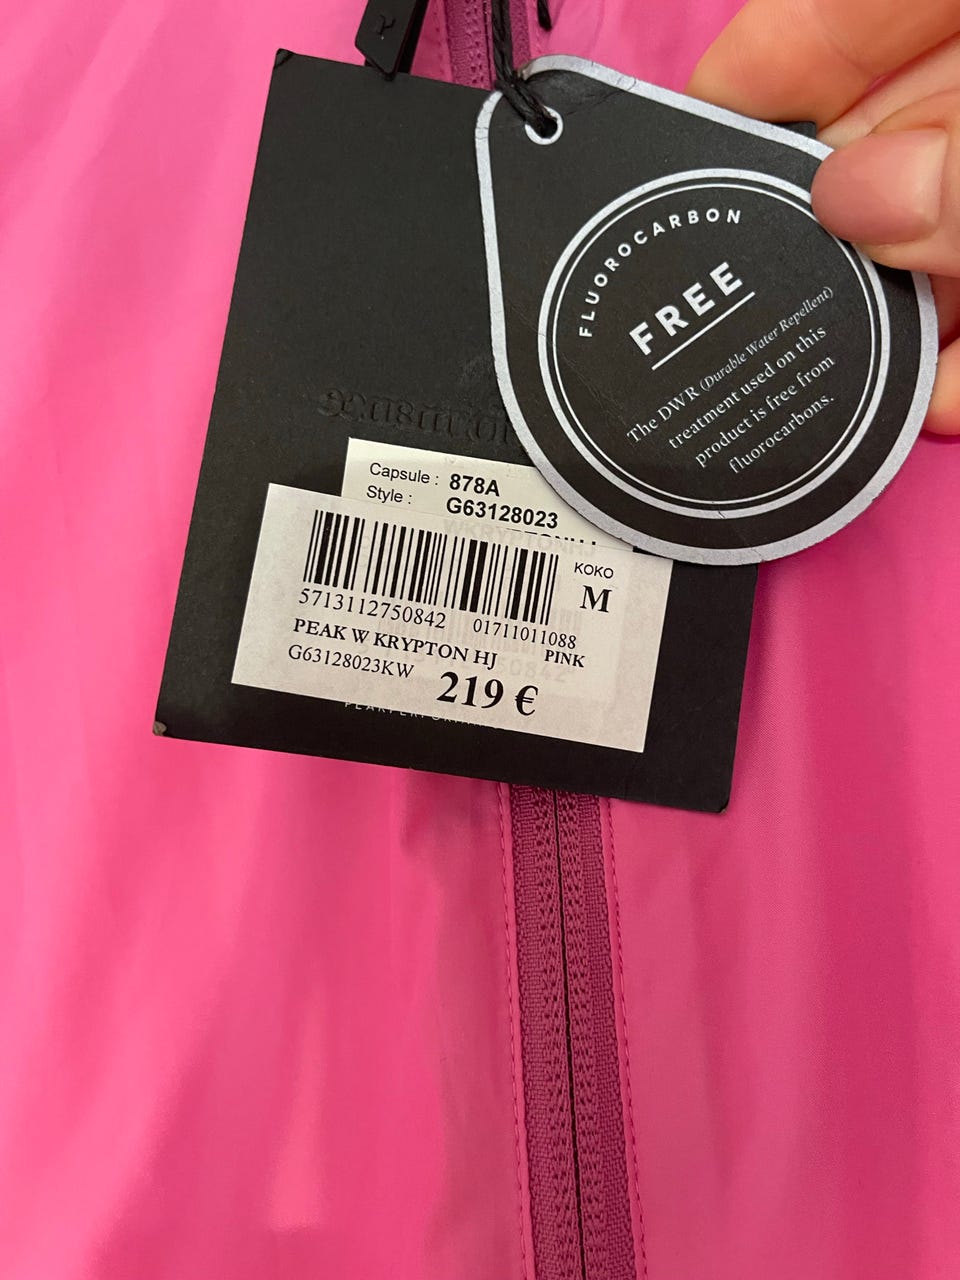 FLUOROCARBON
FREE
The DWR (Durable Water Repellent)
treatment used on this
product is free from
fluorocarbons.
Capsule : 878A
Style : G63128023
WKRYPTONHJ
KOKO
M
5713112750842 01711011088
PEAK W KRYPTON HJ PINK
G63128023KW 219 €